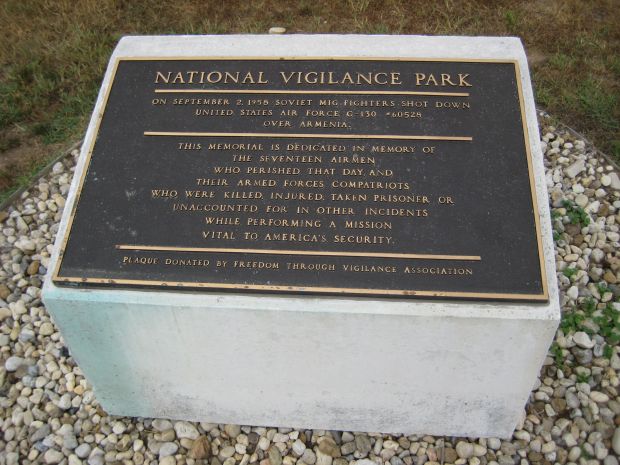 NATIONAL VIGILANCE PARK
ON SEPTEMBER 2, 1958 SOVIET MIG FIGHTERS SHOT DOWN
UNITED STATES AIR FORCE C-130 #60528
OVER ARMENIA.
THIS MEMORIAL IS DEDICATED IN MEMORY OF
THE SEVENTEEN AIRMEN
WHO PERISHED THAT DAY, AND
THEIR ARMED FORCES COMPATRIOTS
WHO WERE KILLED, INJURED, TAKEN PRISONER OR
UNACCOUNTED FOR IN OTHER INCIDENTS
WHILE PERFORMING A MISSION
VITAL TO AMERICA'S SECURITY.
PLAQUE DONATED BY FREEDOM THROUGH VIGILANCE ASSOCIATION